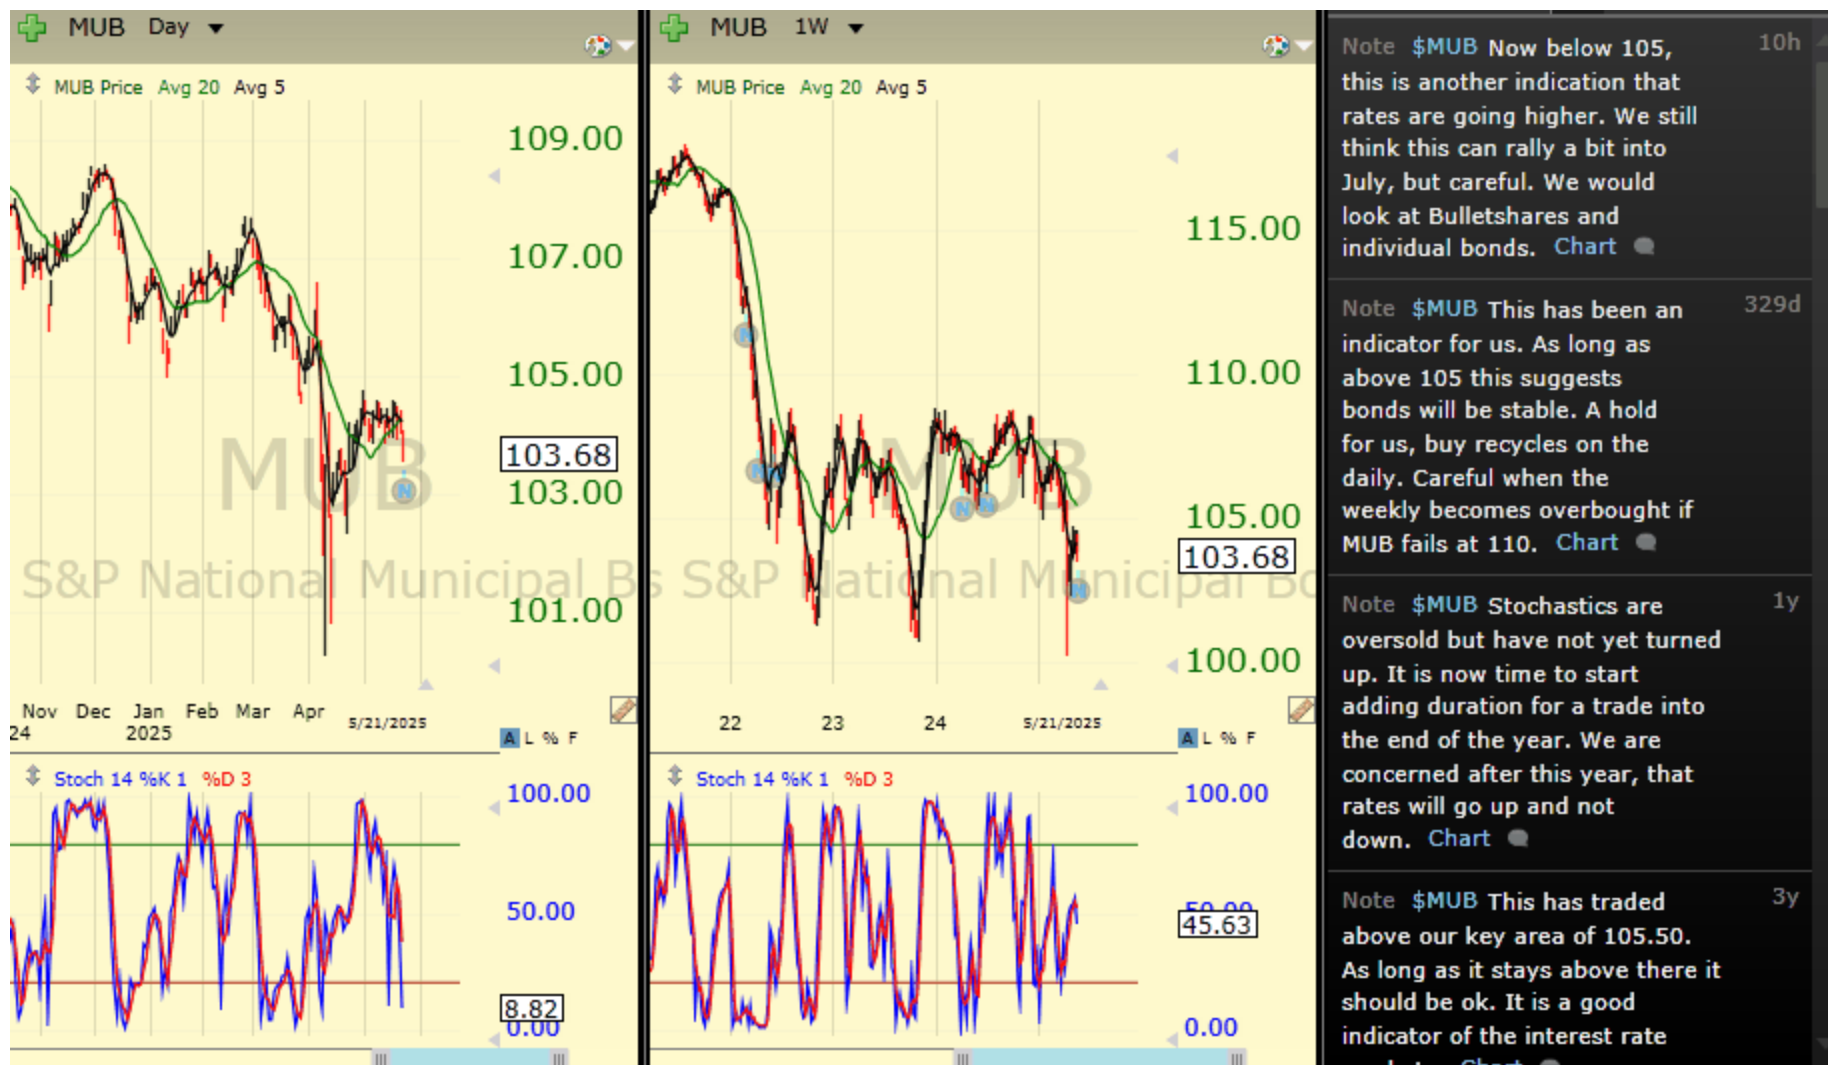 MUB Day
MUB Price Avg 20 Avg 5
109.00
107.00
105.00
103.68
103.00
101.00
MUB
S&P National Municipal B
Nov Dec Jan Feb Mar Apr 5/21/2025
24 2025
A L % F
Stoch 14 %K 1 %D 3
100.00
50.00
8.82
0.00
N
MUB 1W
MUB Price Avg 20 Avg 5
115.00
110.00
105.00
103.68
100.00
MUB
s S&P National Municipal Bo
N
N
N
N
N
22 23 24 5/21/2025
A L % F
Stoch 14 %K 1 %D 3
100.00
50.00
45.63
0.00
Note $MUB Now below 105, 10h
this is another indication that
rates are going higher. We still
think this can rally a bit into
July, but careful. We would
look at Bulletshares and
individual bonds. Chart
Note $MUB This has been an 329d
indicator for us. As long as
above 105 this suggests
bonds will be stable. A hold
for us, buy recycles on the
daily. Careful when the
weekly becomes overbought if
MUB fails at 110. Chart
Note $MUB Stochastics are 1y
oversold but have not yet turned
up. It is now time to start
adding duration for a trade into
the end of the year. We are
concerned after this year, that
rates will go up and not
down. Chart
Note $MUB This has traded 3y
above our key area of 105.50.
As long as it stays above there it
should be ok. It is a good
indicator of the interest rate
Chart